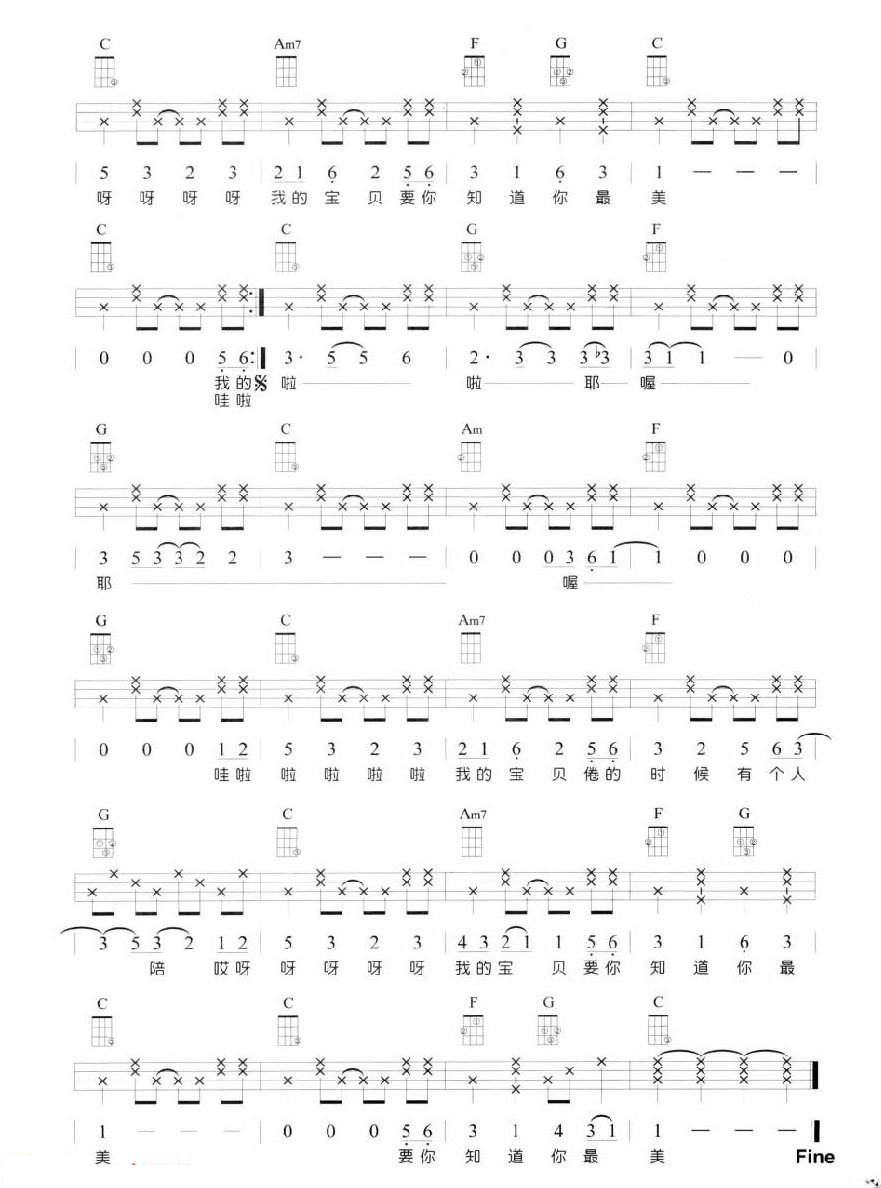 C Am7 F G C
5 3 2 3 2 1 6 2 5 6 3 1 6 3 1 — — —
呀 呀 呀 呀 我 的 宝 贝 要 你 知 道 你 最 美
C C G F
0 0 0 5 6 3· 5 5 6 2· 3 3 3 ♭3 3 1 1 — 0
我 的 啦 啦 耶 喔
哇 啦
G C Am F
3 5 3 3 2 2 3 — — — 0 0 0 3 6 1 1 0 0 0
耶 喔
G C Am7 F
0 0 0 1 2 5 3 2 3 2 1 6 2 5 6 3 2 5 6 3
哇 啦 啦 啦 啦 啦 我 的 宝 贝 倦 的 时 候 有 个 人
G C Am7 F G
3 5 3 2 1 2 5 3 2 3 4 3 2 1 1 5 6 3 1 6 3
陪 哎 呀 呀 呀 呀 呀 我 的 宝 贝 要 你 知 道 你 最
C C F G C
1 — — — 0 0 0 5 6 3 1 4 3 1 1 — — —
美 要 你 知 道 你 最 美 Fine